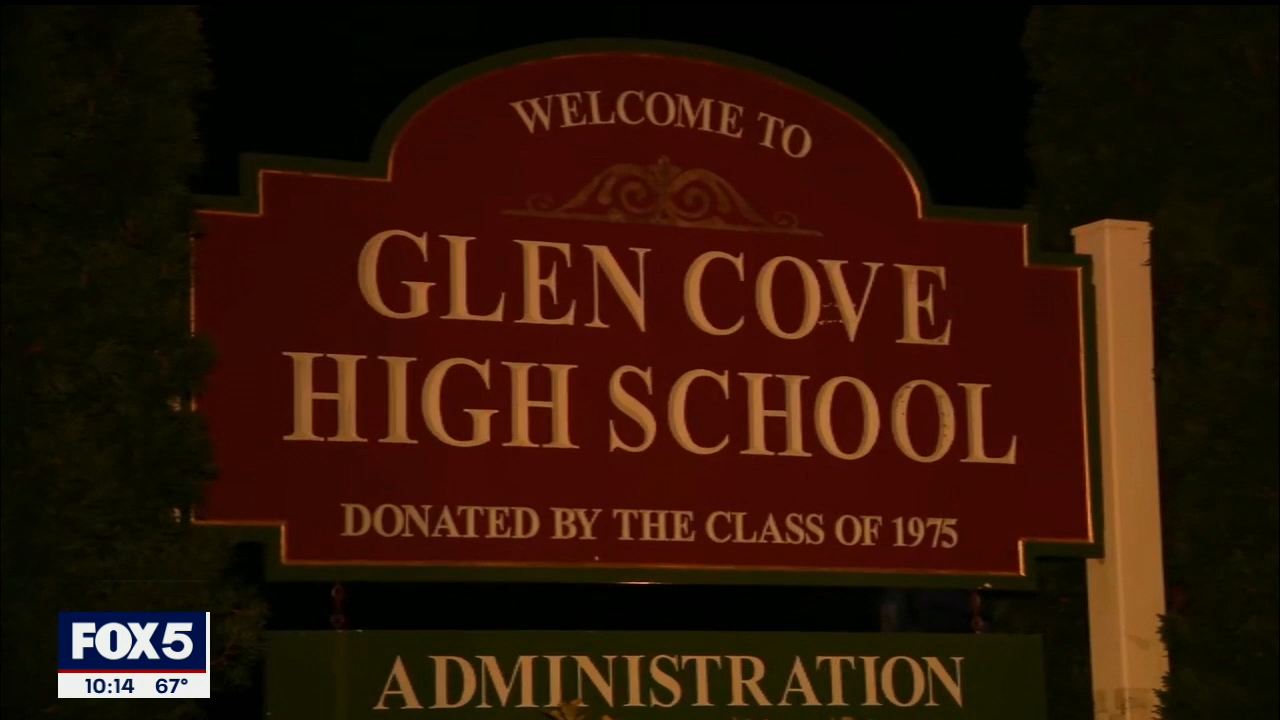 WELCOME TO
GLEN COVE
HIGH SCHOOL
DONATED BY THE CLASS OF 1975
ADMINISTRATION
FOX5
10:14 67°